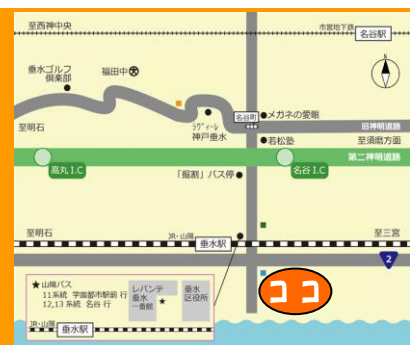 至西神中央
市営地下鉄
名谷駅
N
垂水ゴルフ
倶楽部
福田中
名谷町
メガネの愛眼
ラヴィーレ
神戸垂水
旧神明道路
至明石
若松塾
至須磨方面
第二神明道路
高丸I.C
名谷I.C
「掘割」バス停
至明石
JR・山陽
垂水駅
至三宮
2
ココ
★山陽バス
11系統 学園都市駅前 行
12,13系統 名谷 行
レバンテ
垂水
一番館
★
垂水
区役所
JR・山陽
垂水駅